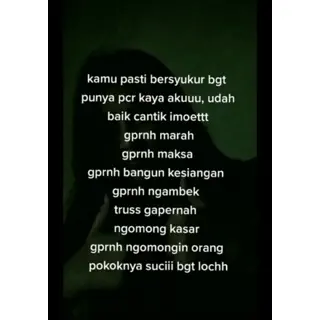 kamu pasti bersyukur bgt
punya pcr kaya akuuu, udah
baik cantik imoettt
gprnh marah
gprnh maksa
gprnh bangun kesiangan
gprnh ngambek
truss gapernah
ngomong kasar
gprnh ngomongin orang
pokoknya suciii bgt lochh